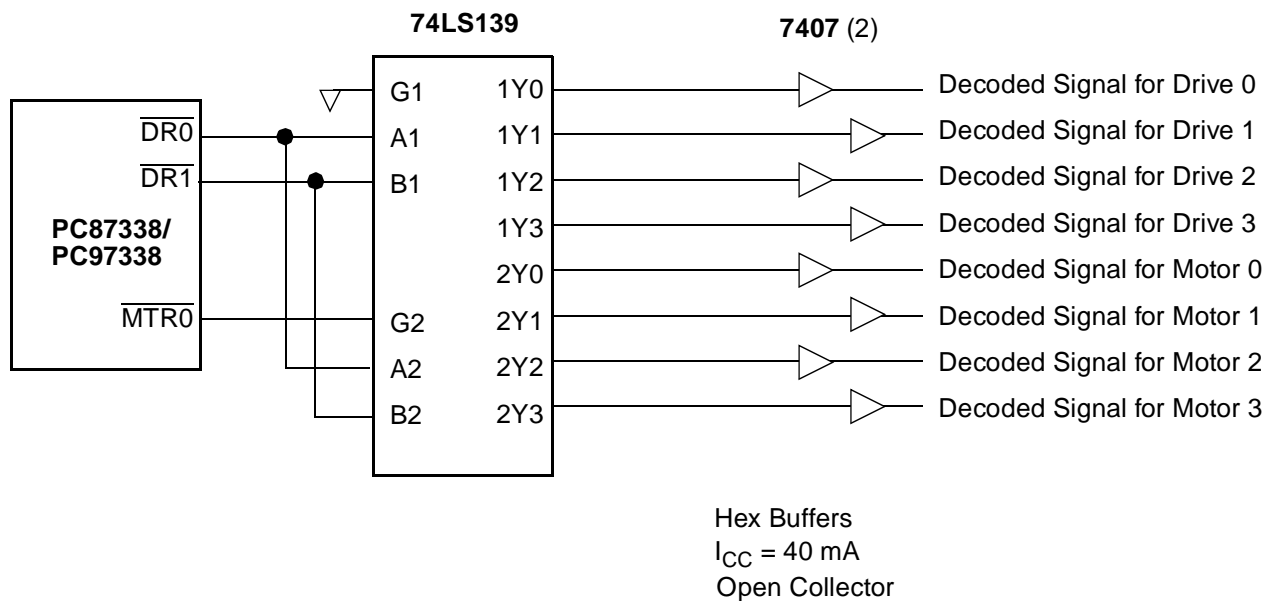 74LS139
7407 (2)
G1 1Y0 Decoded Signal for Drive 0
DR0 A1 1Y1 Decoded Signal for Drive 1
DR1 B1 1Y2 Decoded Signal for Drive 2
PC87338/
PC97338
1Y3 Decoded Signal for Drive 3
2Y0 Decoded Signal for Motor 0
MTR0 G2 2Y1 Decoded Signal for Motor 1
A2 2Y2 Decoded Signal for Motor 2
B2 2Y3 Decoded Signal for Motor 3
Hex Buffers
ICC = 40 mA
Open Collector